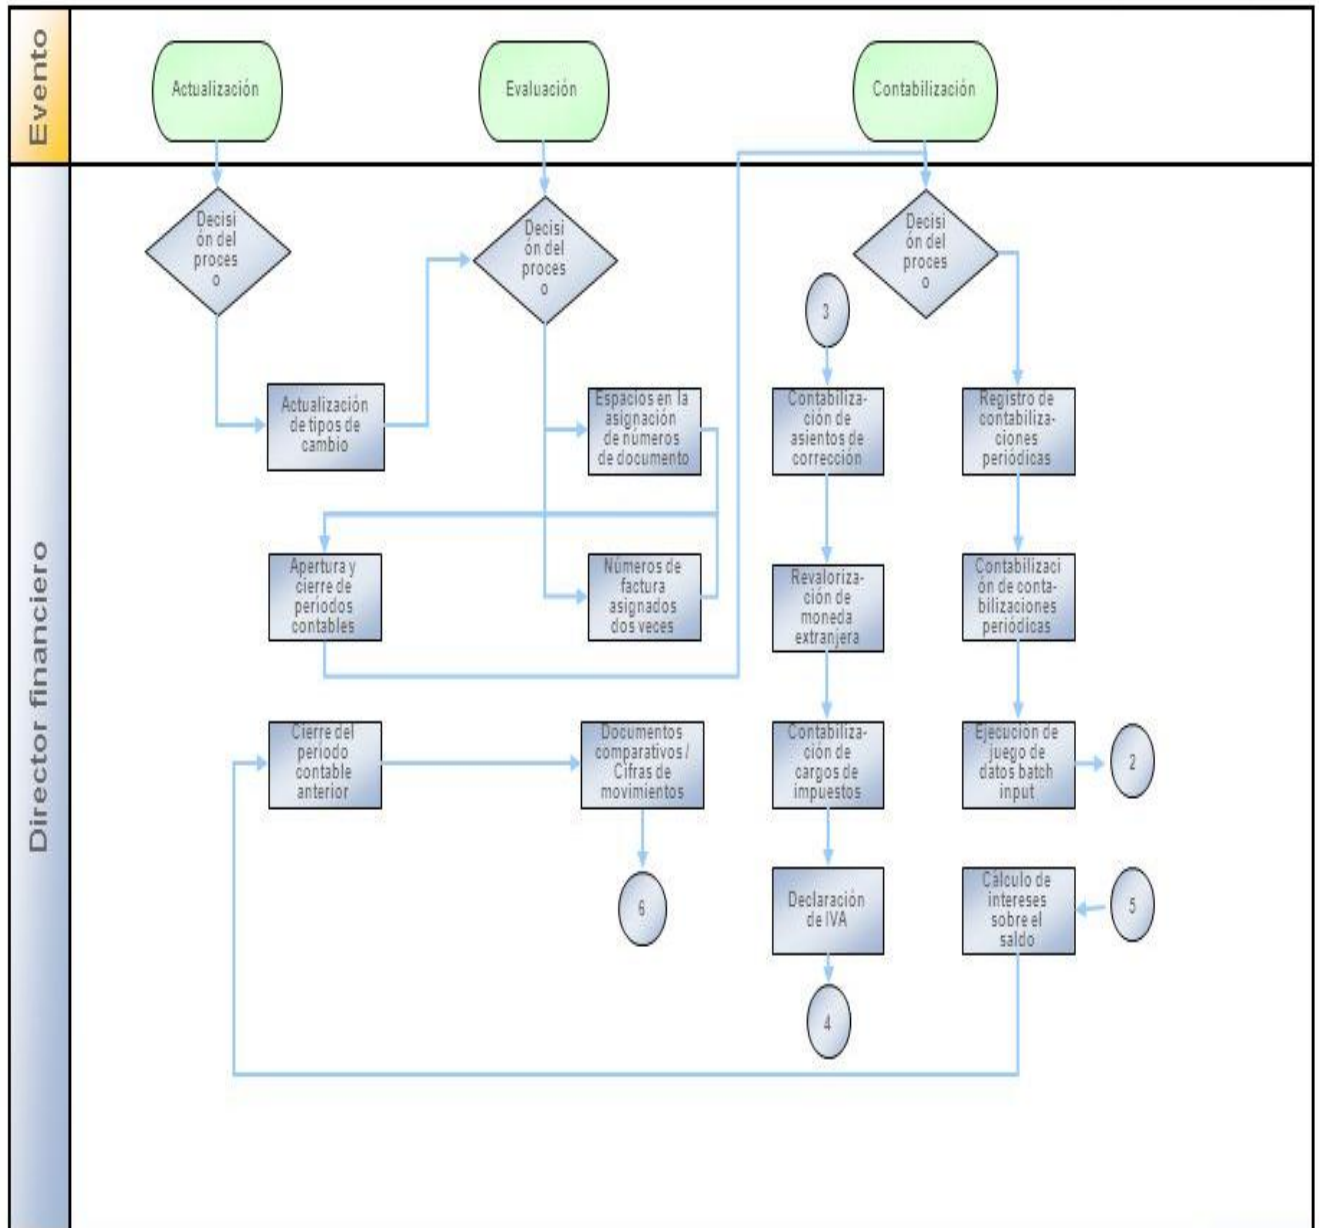 Evento
Actualización
Evaluación
Contabilización
Director financiero
Decisi
ón del
proces
o
Decisi
ón del
proces
o
Decisi
ón del
proces
o
3
Actualización
de tipos de
cambio
Espacios en la
asignación
de números
de documento
Contabiliza-
ción de
asientos de
corrección
Registro de
contabiliza-
ciones
periódicas
Apertura y
cierre de
períodos
contables
Números de
factura
asignados
dos veces
Revaloriza-
ción de
moneda
extranjera
Contabilizaci
ón de conta-
bilizaciones
periódicas
Cierre del
período
contable
anterior
Documentos
comparativos /
Cifras de
movimientos
Contabiliza-
ción de
cargos de
impuestos
Ejecución de
juego de
datos batch
input
2
6
Declaración
de IVA
Cálculo de
intereses
sobre el
saldo
5
4